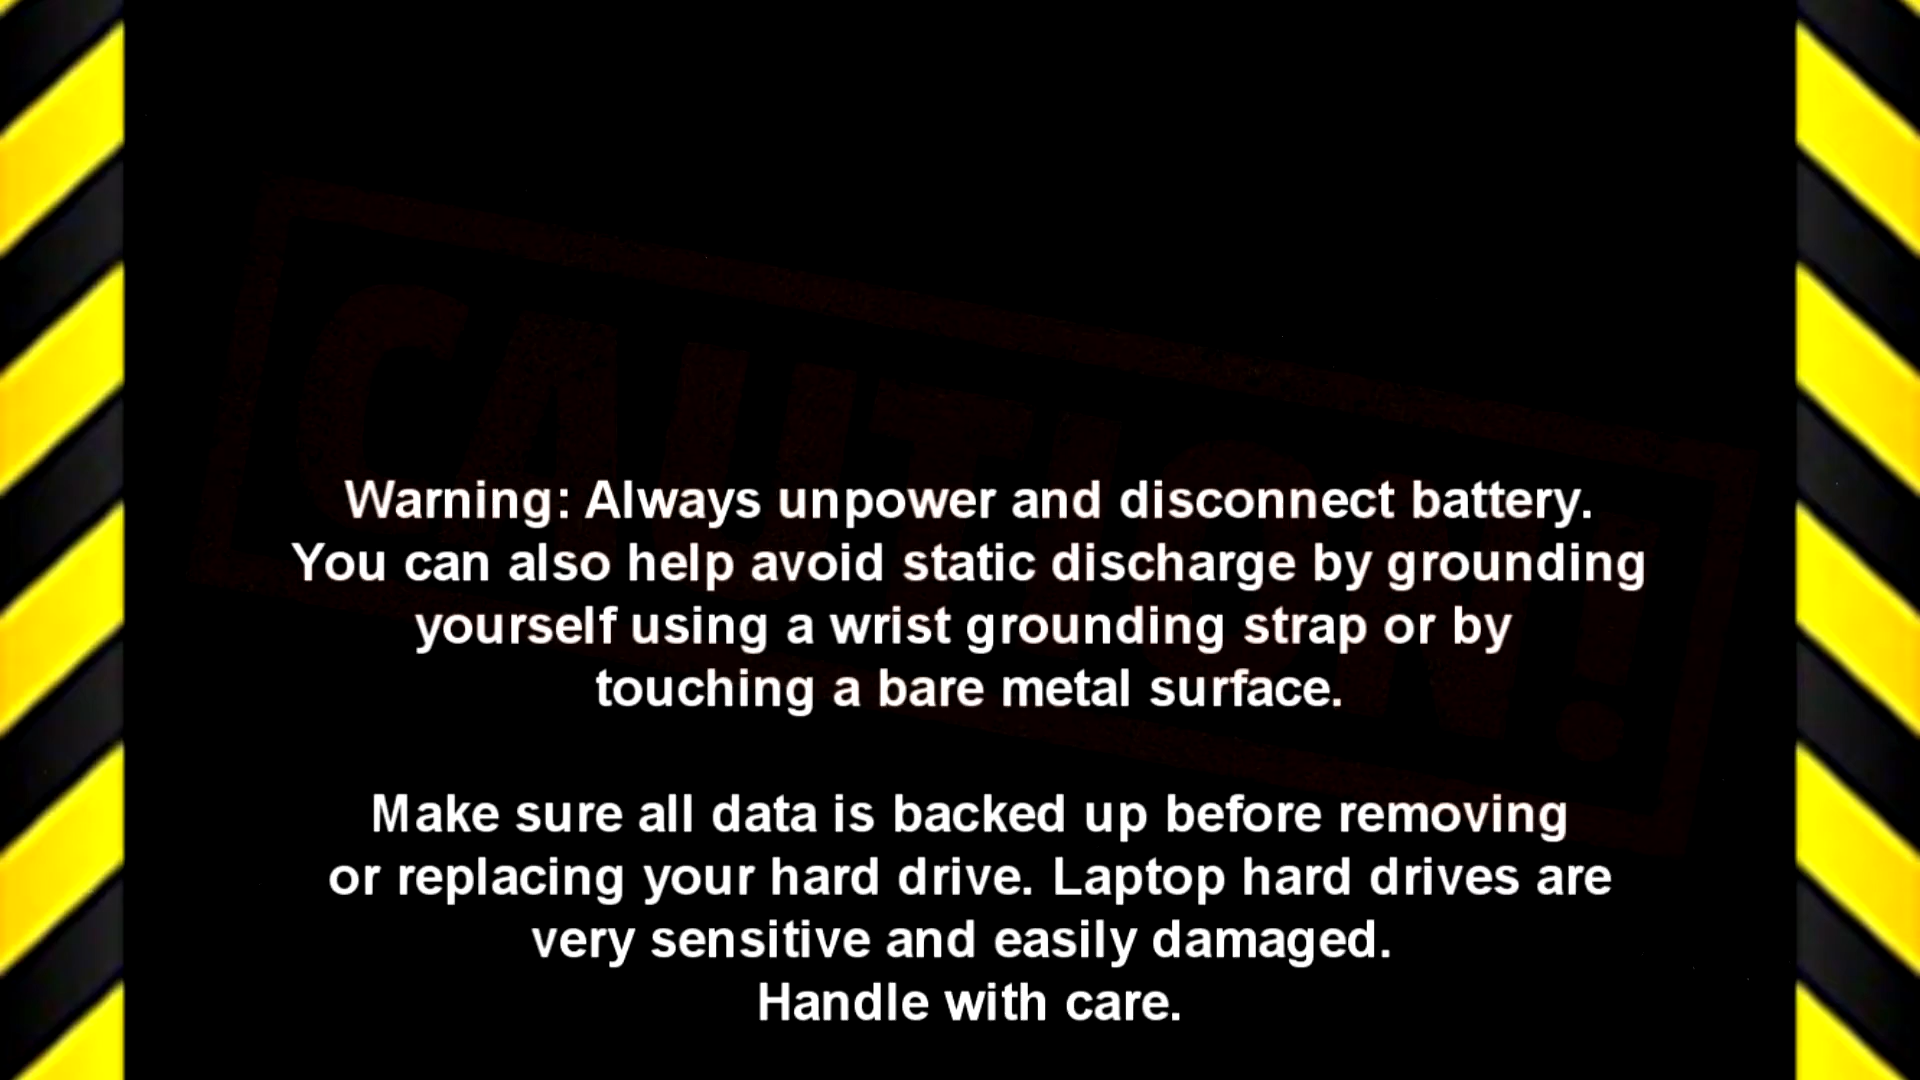 CAUTION!
Warning: Always unpower and disconnect battery.
You can also help avoid static discharge by grounding
yourself using a wrist grounding strap or by
touching a bare metal surface.
Make sure all data is backed up before removing
or replacing your hard drive. Laptop hard drives are
very sensitive and easily damaged.
Handle with care.